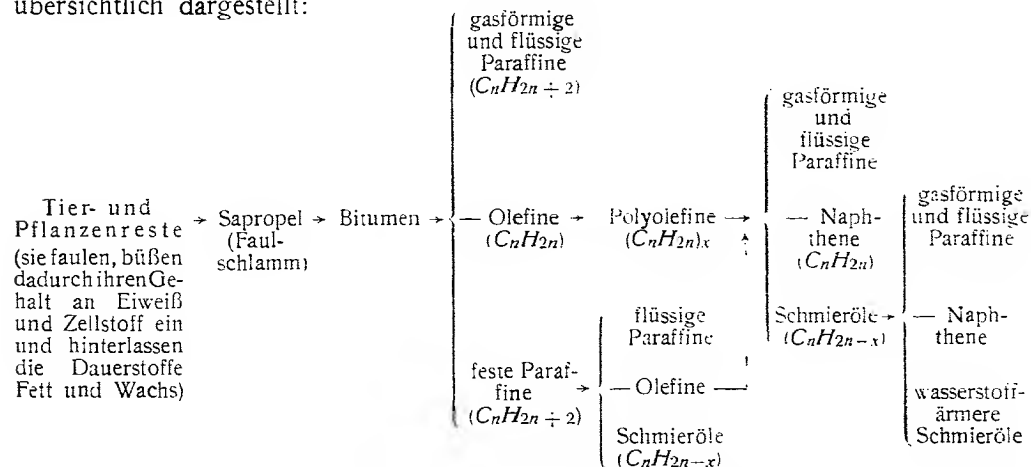 übersichtlich dargestellt:
gasförmige
und flüssige
Paraffine
(CnH2n ÷ 2)
Tier- und
Pflanzenreste
(sie faulen, büßen
dadurch ihren Ge-
halt an Eiweiß
und Zellstoff ein
und hinterlassen
die Dauerstoffe
Fett und Wachs)
→ Sapropel →
(Faul-
schlamm)
Bitumen →
— Olefine →
(CnH2n)
Polyolefine →
(CnH2n)x
feste Paraf-
fine →
(CnH2n ÷ 2)
flüssige
Paraffine
— Olefine —
Schmieröle
(CnH2n-x)
gasförmige
und
flüssige
Paraffine
— Naph-
thene
(CnH2n)
Schmieröle →
(CnH2n-x)
gasförmige
und flüssige
Paraffine
— Naph-
thene
wasserstoff-
ärmere
Schmieröle